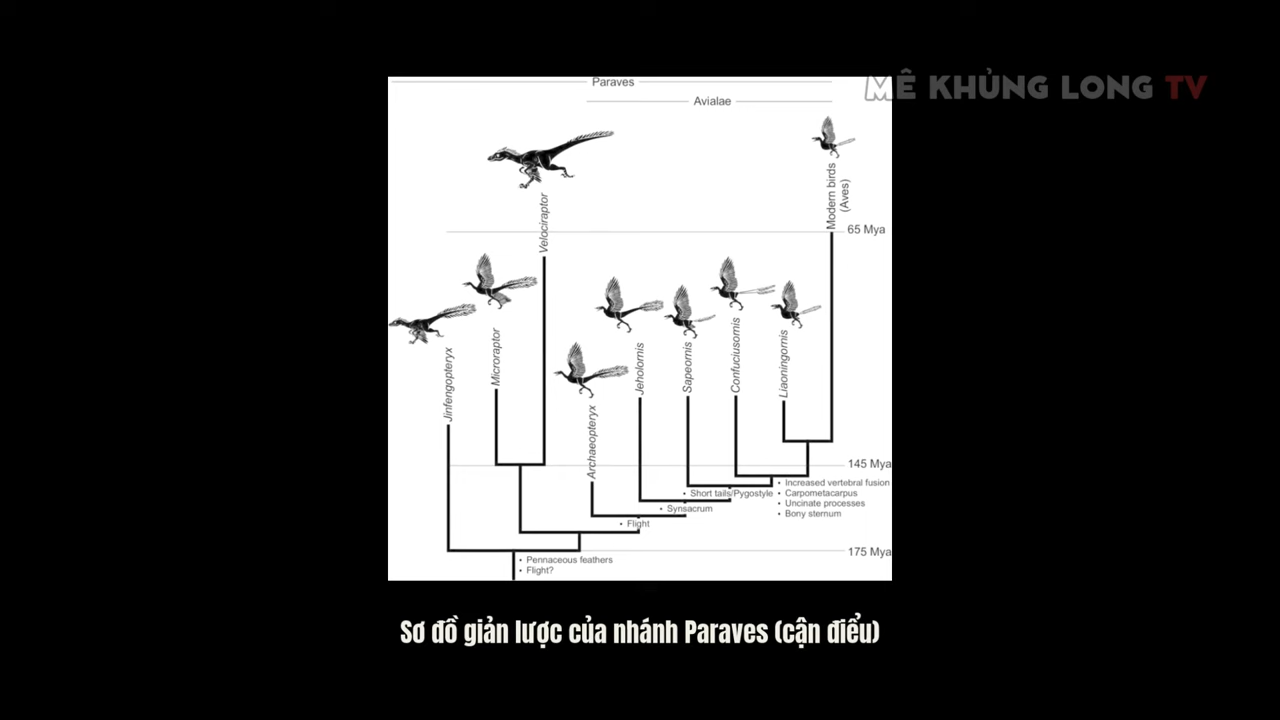 Paraves
MÊ KHỦNG LONG TV
Avialae
Modern birds
(Aves)
Velociraptor
65 Mya
Microraptor
Jinfengopteryx
Archaeopteryx
Jeholornis
Sapeornis
Confuciusornis
Liaoningornis
145 Mya
• Increased vertebral fusion
• Carpometacarpus
• Uncinate processes
• Bony sternum
• Short tails/Pygostyle
• Synsacrum
• Flight
175 Mya
• Pennaceous feathers
• Flight?
Sơ đồ giản lược của nhánh Paraves (cận điểu)